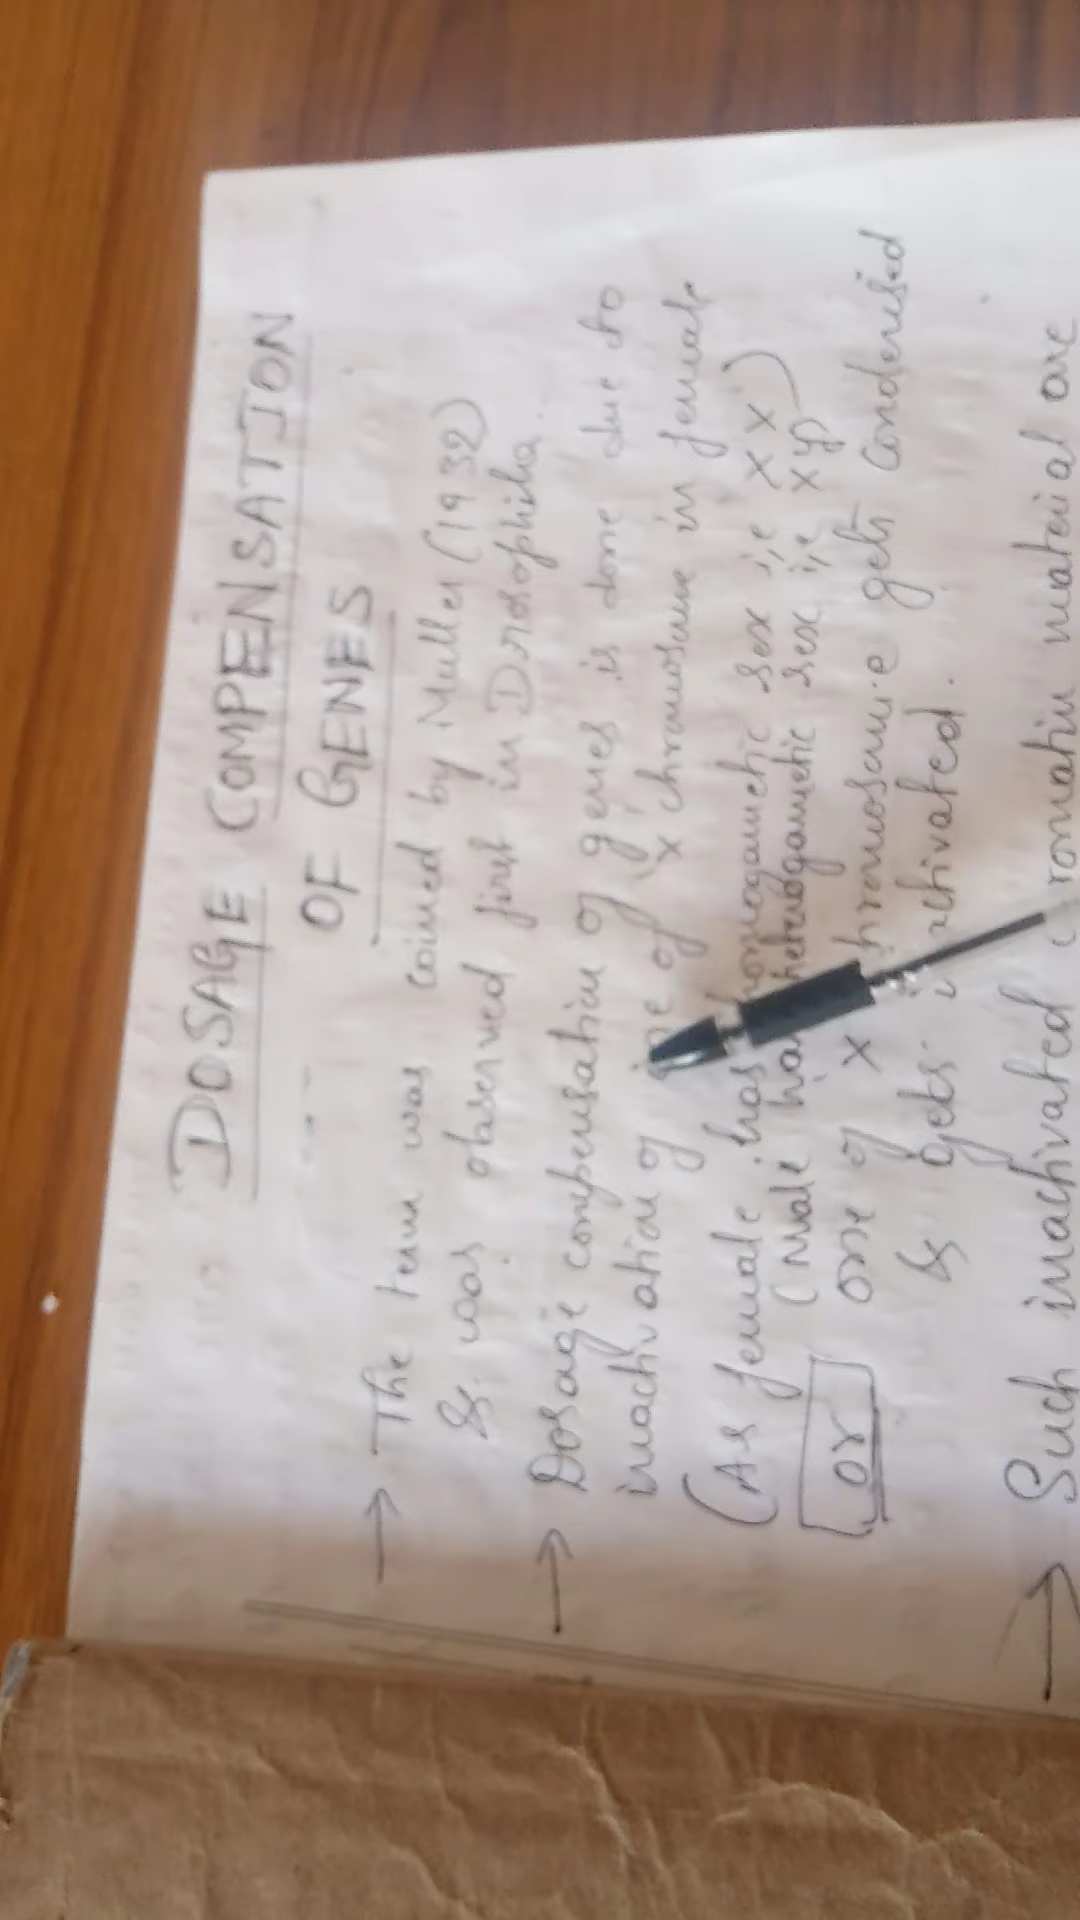 DOSAGE COMPENSATION
OF GENES
→ The term was coined by Muller (1932)
& was observed first in Drosophila.
→ Dosage compensation of genes is done due to
inactivation of of 'X' chromosome in female
(As female has homogametic sex i,e XX)
(Male has heterogametic sex i,e XY)
or one of X chromosome gets Condensised
& gets inactivated.
→ Such inactivated chromatin material are